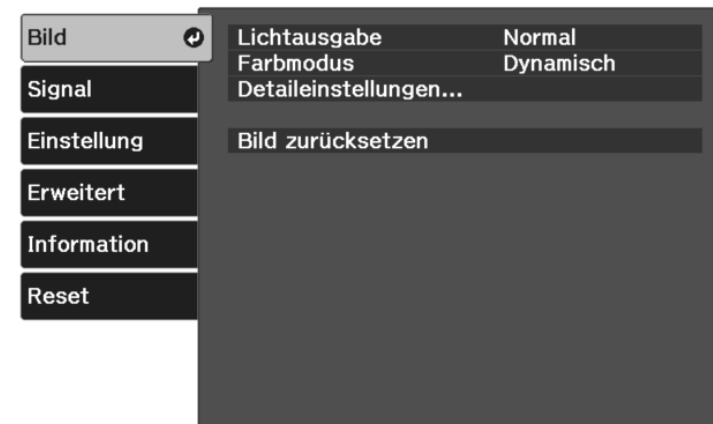 Bild
Signal
Einstellung
Erweitert
Information
Reset
Lichtausgabe Normal
Farbmodus Dynamisch
Detaileinstellungen...
Bild zurücksetzen